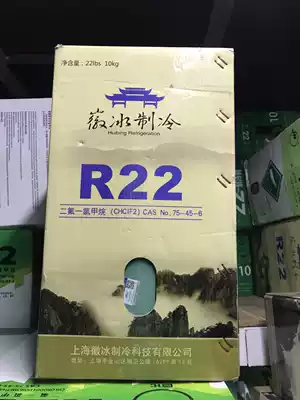 净含量: 22lbs 10kg
徽冰制冷
Huibing Refrigeration
R22
二氟一氯甲烷 (CHClF2) CAS No. 75-45-6
上海徽冰制冷科技有限公司
22